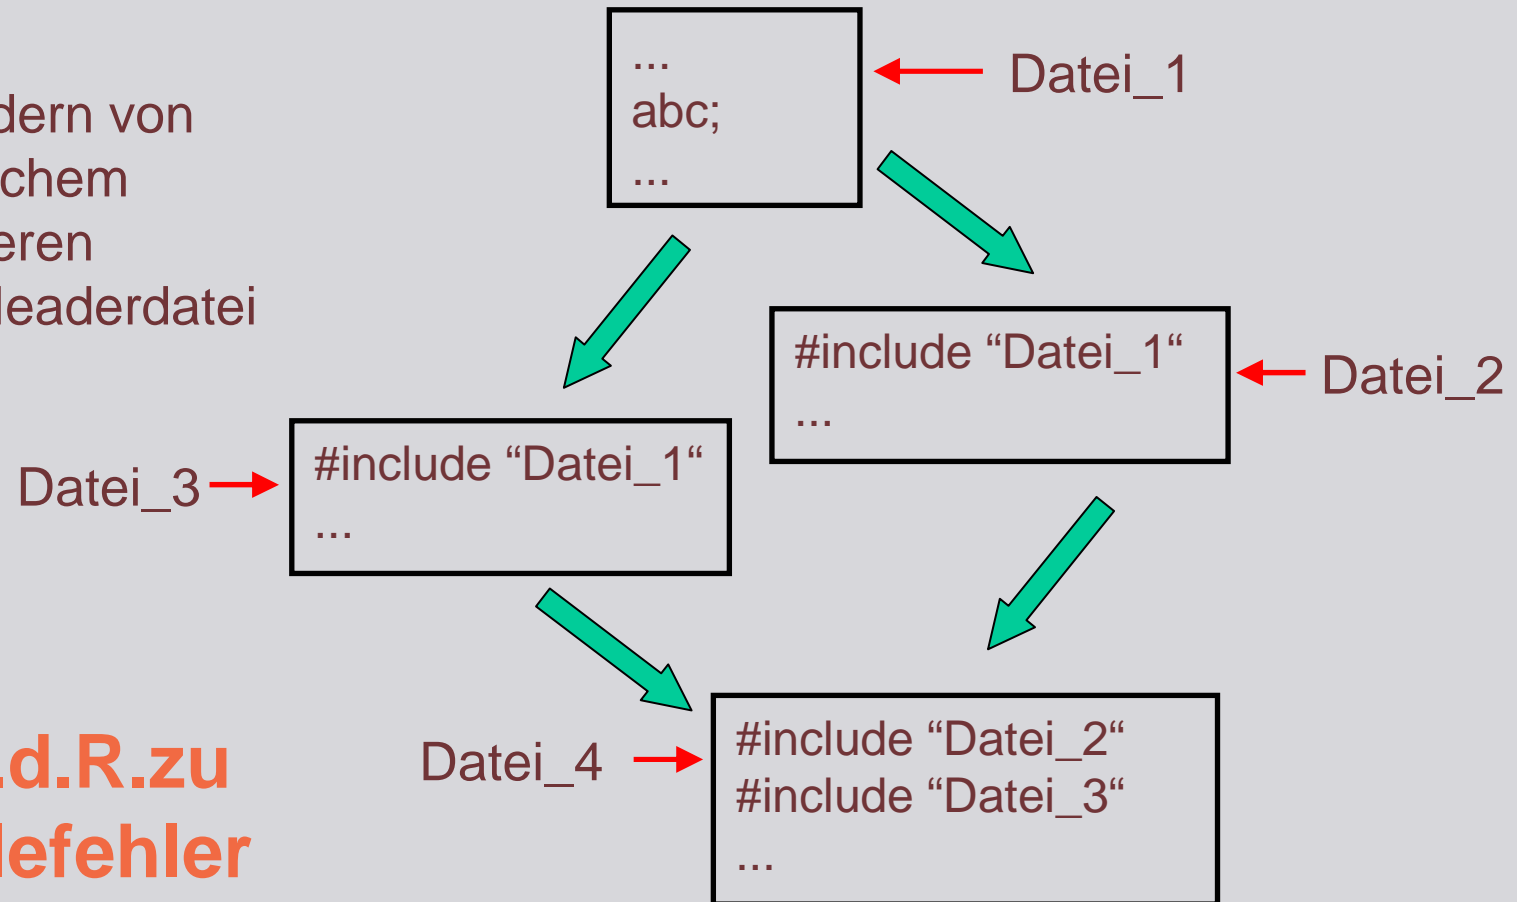 ...
abc;
...
Datei_1
dern von
chem
eren
leaderdatei
#include “Datei_1“
...
Datei_2
Datei_3
#include “Datei_1“
...
.d.R.zu
lefehler
Datei_4
#include “Datei_2“
#include “Datei_3“
...